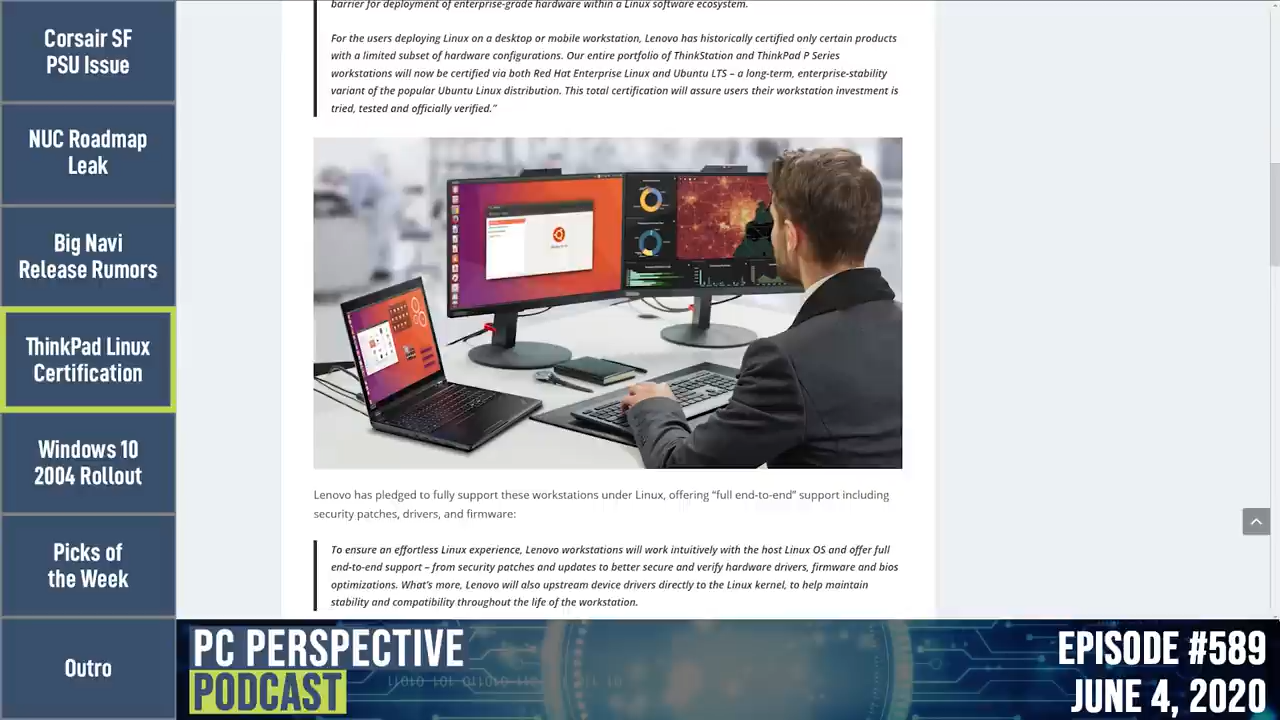 Corsair SF
PSU Issue
NUC Roadmap
Leak
Big Navi
Release Rumors
ThinkPad Linux
Certification
Windows 10
2004 Rollout
Picks of
the Week
Outro
barrier for deployment of enterprise-grade hardware within a Linux software ecosystem.
For the users deploying Linux on a desktop or mobile workstation, Lenovo has historically certified only certain products
with a limited subset of hardware configurations. Our entire portfolio of ThinkStation and ThinkPad P Series
workstations will now be certified via both Red Hat Enterprise Linux and Ubuntu LTS – a long-term, enterprise-stability
variant of the popular Ubuntu Linux distribution. This total certification will assure users their workstation investment is
tried, tested and officially verified.”
Lenovo has pledged to fully support these workstations under Linux, offering “full end-to-end” support including
security patches, drivers, and firmware:
To ensure an effortless Linux experience, Lenovo workstations will work intuitively with the host Linux OS and offer full
end-to-end support – from security patches and updates to better secure and verify hardware drivers, firmware and bios
optimizations. What’s more, Lenovo will also upstream device drivers directly to the Linux kernel, to help maintain
stability and compatibility throughout the life of the workstation.
PC PERSPECTIVE
PODCAST
EPISODE #589
JUNE 4, 2020